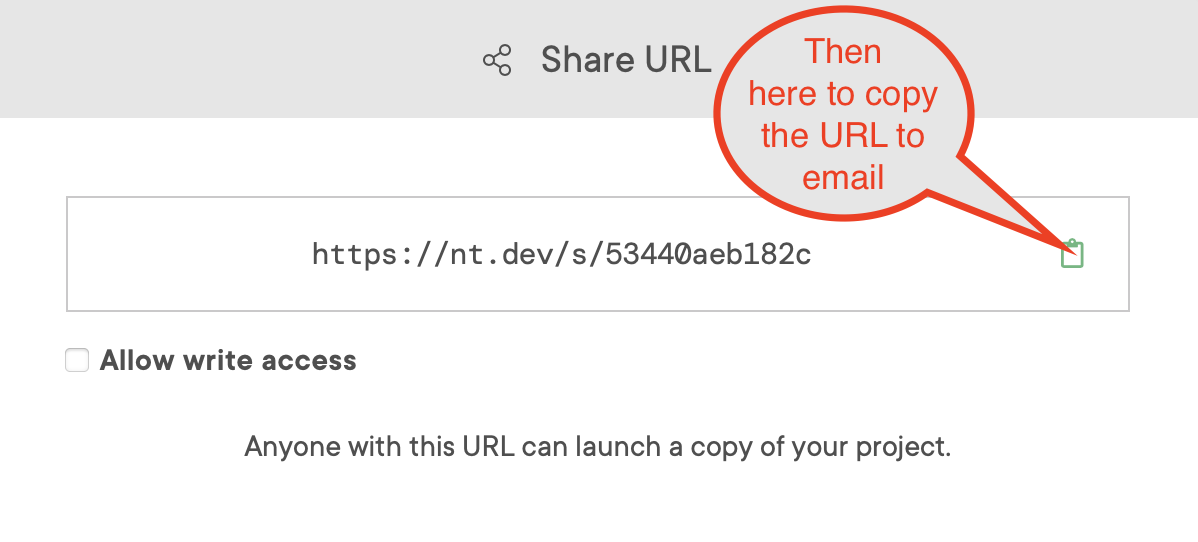 Share URL
Then
here to copy
the URL to
email
https://nt.dev/s/53440aeb182c
Allow write access
Anyone with this URL can launch a copy of your project.